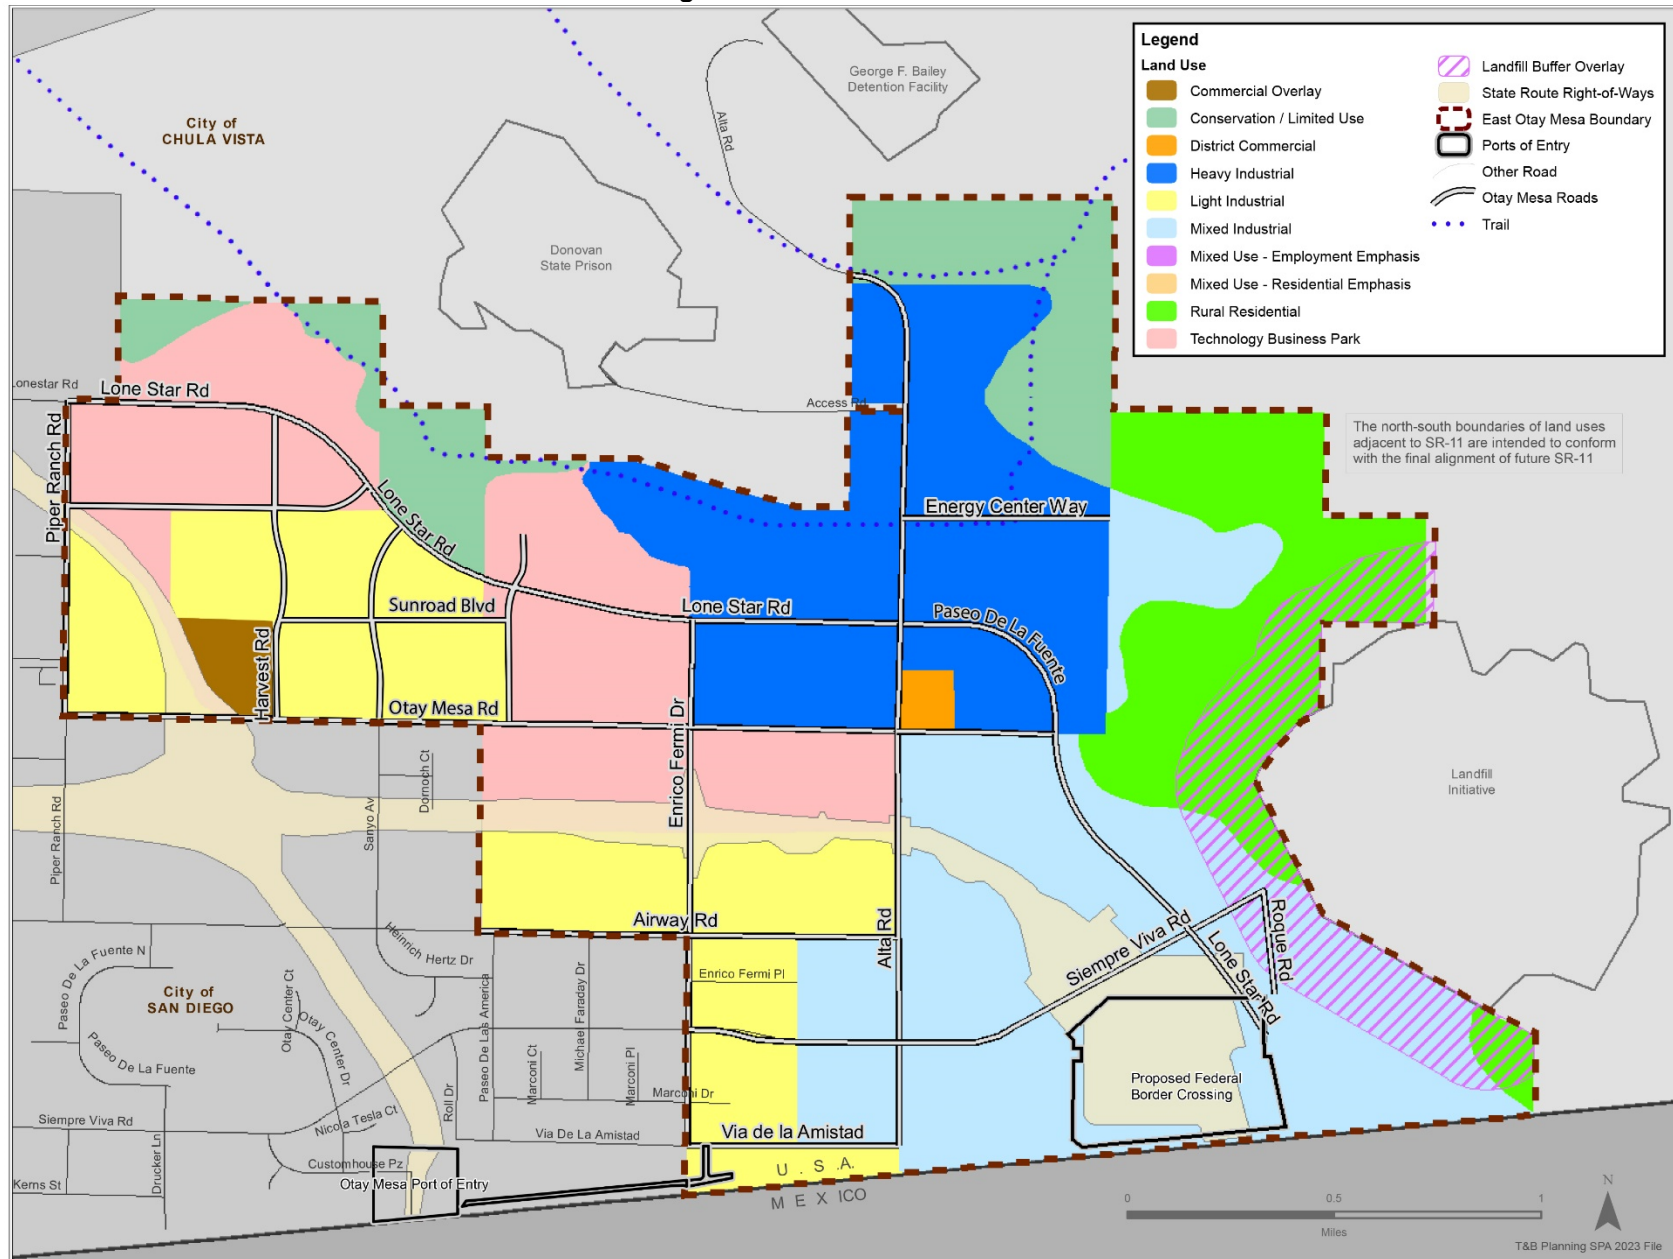 George F. Bailey
Detention Facility
City of
CHULA VISTA
Alta Rd
Donovan
State Prison
Legend
Land Use
Commercial Overlay
Conservation / Limited Use
District Commercial
Heavy Industrial
Light Industrial
Mixed Industrial
Mixed Use - Employment Emphasis
Mixed Use - Residential Emphasis
Rural Residential
Technology Business Park
Landfill Buffer Overlay
State Route Right-of-Ways
East Otay Mesa Boundary
Ports of Entry
Other Road
Otay Mesa Roads
Trail
The north-south boundaries of land uses
adjacent to SR-11 are intended to conform
with the final alignment of future SR-11
Lonestar Rd
Lone Star Rd
Access Rd
Piper Ranch Rd
Lone Star Rd
Energy Center Way
Sunroad Blvd
Lone Star Rd
Paseo De La Fuente
Harvest Rd
Otay Mesa Rd
Enrico Fermi Dr
Landfill
Initiative
Piper Ranch Rd
Sanyo Av
Dornoch Ct
Airway Rd
Alta Rd
Siempre Viva Rd
Lone Star Rd
Roque Rd
Heinrich Hertz Dr
Paseo De La Fuente N
City of
SAN DIEGO
Paseo De La Fuente
Otay Center Ct
Otay Center Dr
Paseo De Las America
Michael Faraday Dr
Enrico Fermi Pl
Marconi Ct
Marconi Pl
Marconi Dr
Roll Dr
Siempre Viva Rd
Nicola Tesla Ct
Via De La Amistad
Via de la Amistad
Proposed Federal
Border Crossing
Drucker Ln
Kerns St
Customhouse Pz
Otay Mesa Port of Entry
U . S .A.
M E X ICO
0 0.5 1
Miles
N
T&B Planning SPA 2023 File